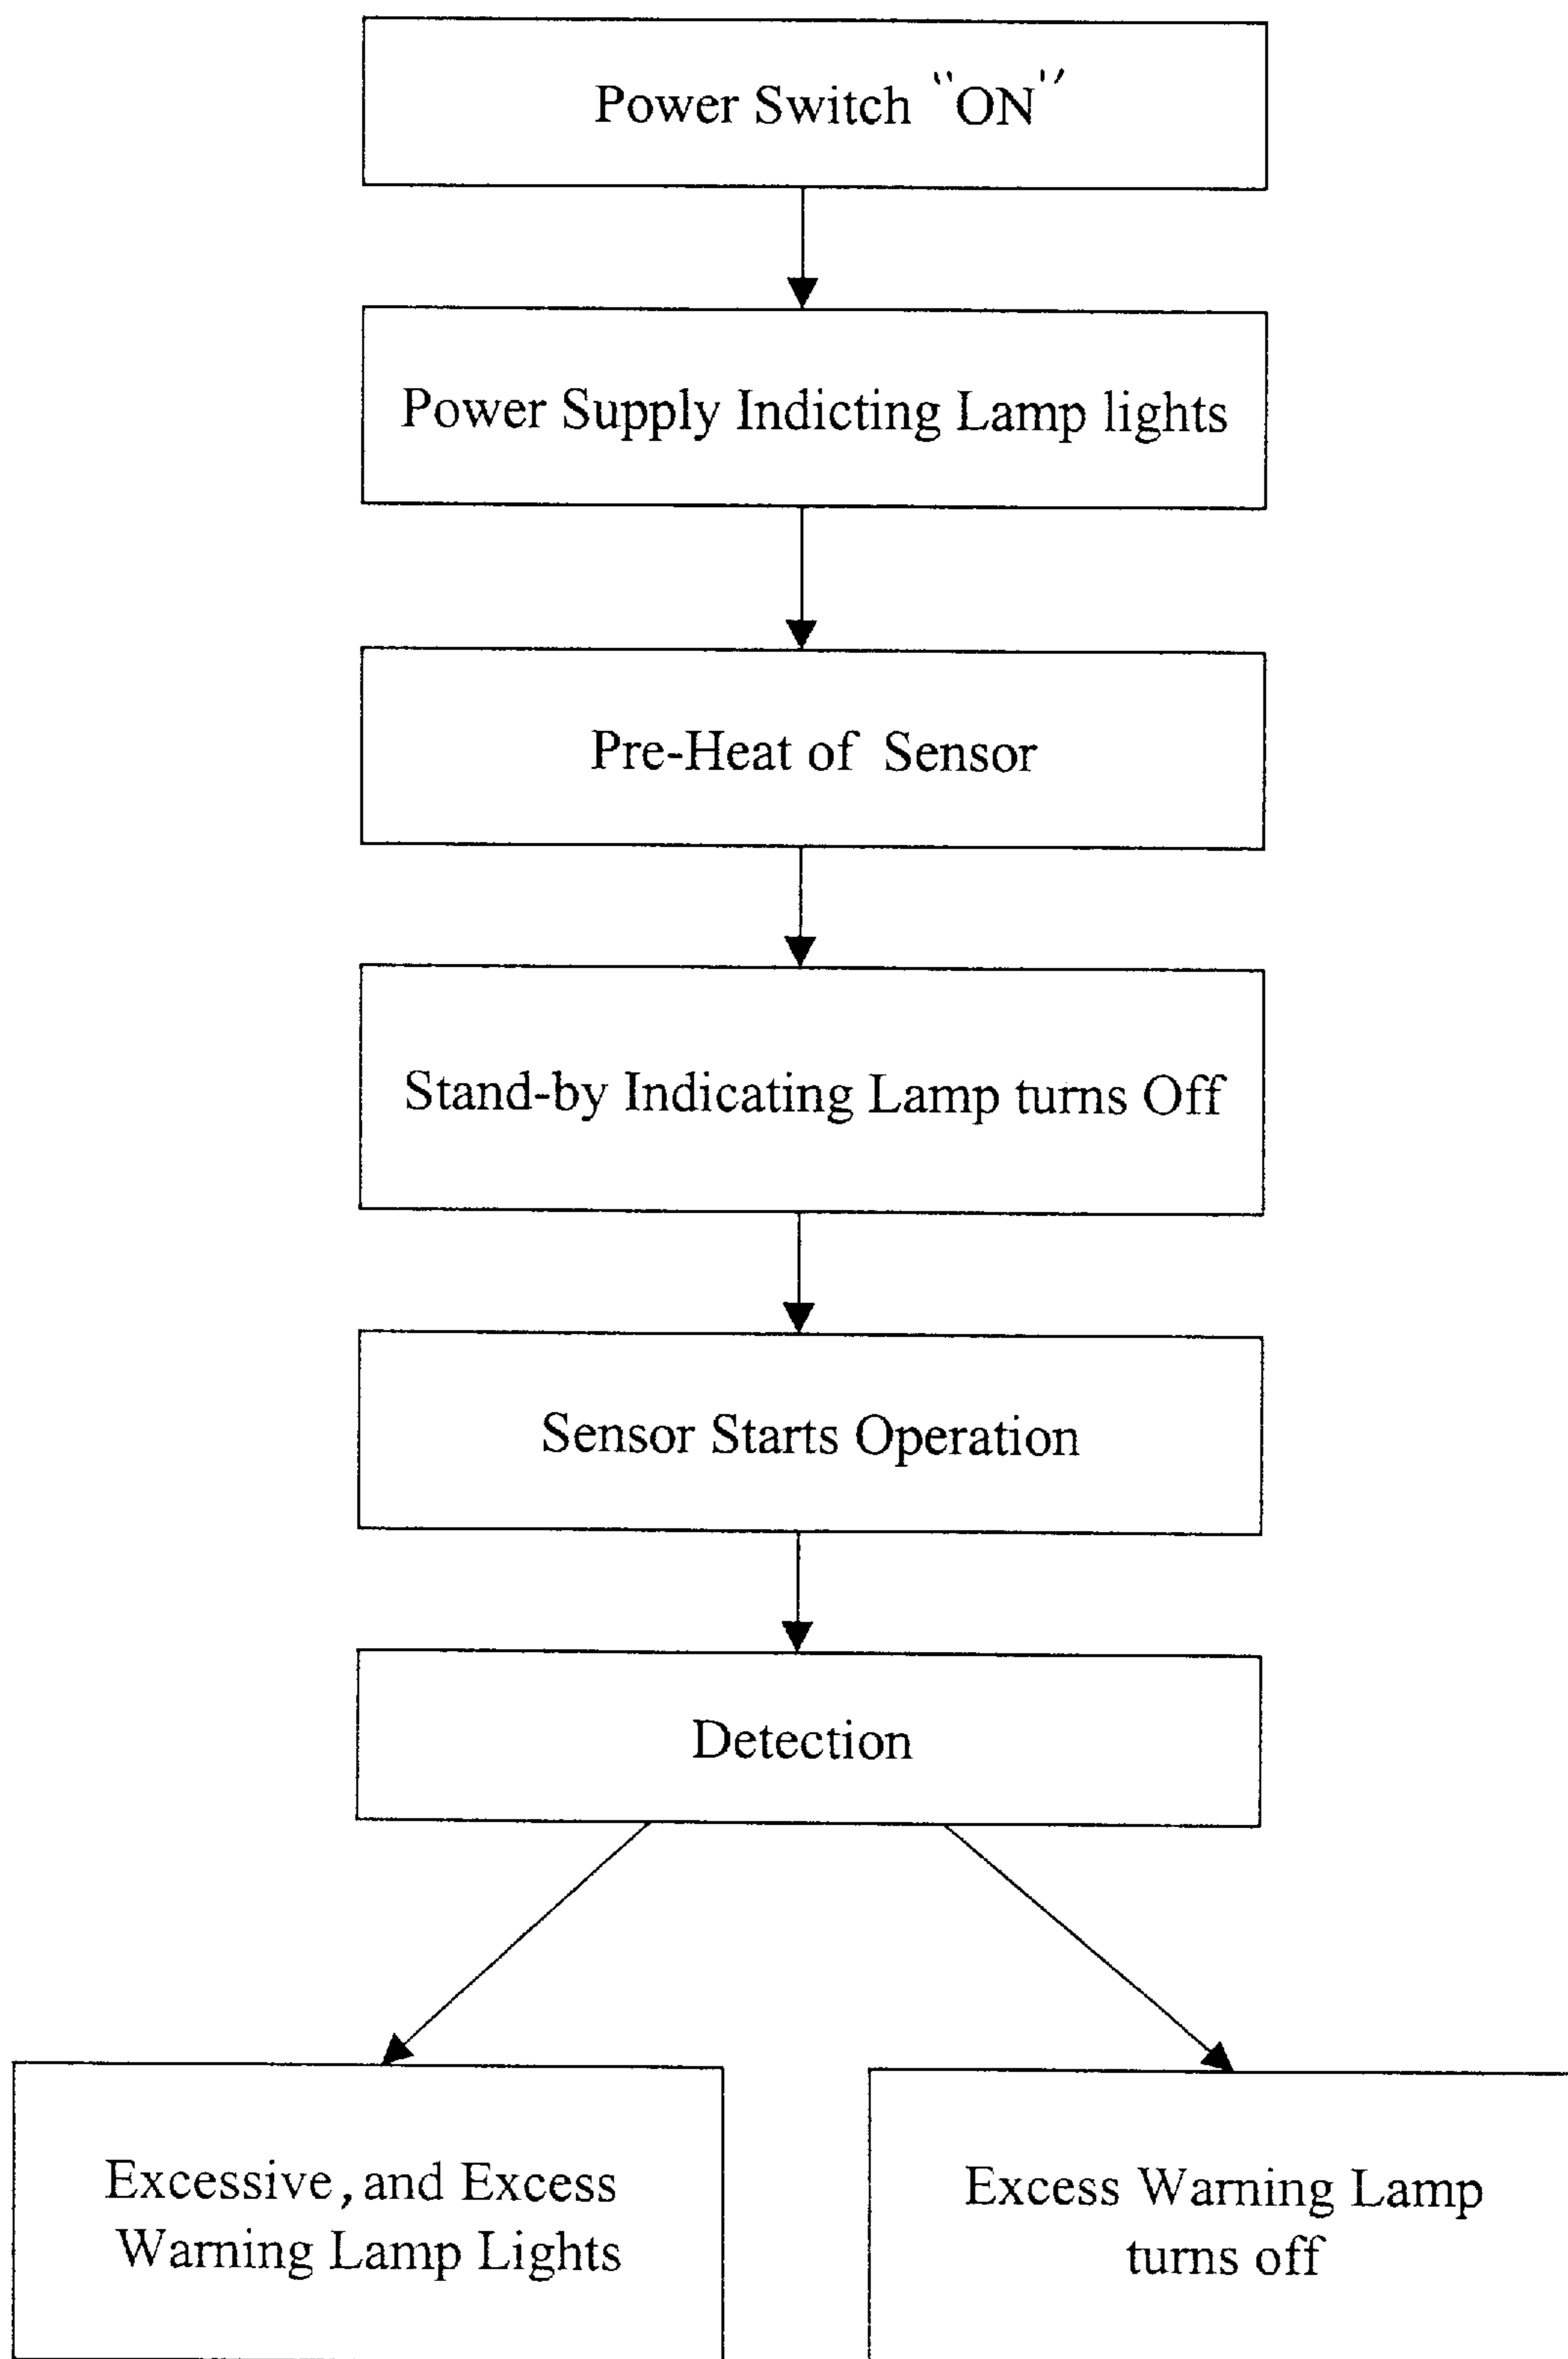 Power Switch "ON"
Power Supply Indicting Lamp lights
Pre-Heat of Sensor
Stand-by Indicating Lamp turns Off
Sensor Starts Operation
Detection
Excessive, and Excess
Warning Lamp Lights
Excess Warning Lamp
turns off